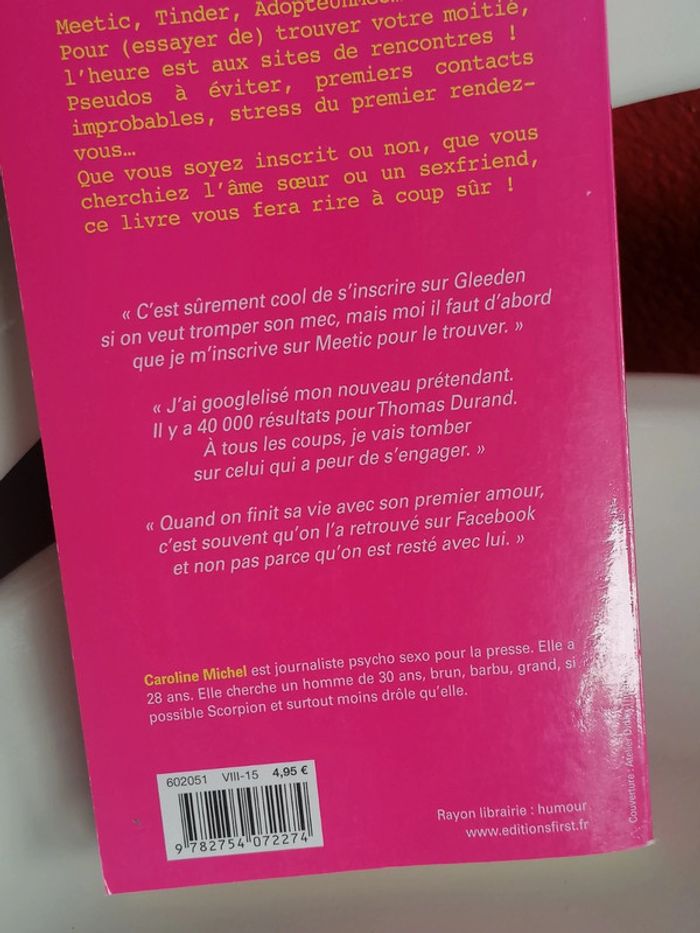 Meetic, Tinder, AdopteUnMec…
Pour (essayer de) trouver votre moitié,
l'heure est aux sites de rencontres !
Pseudos à éviter, premiers contacts
improbables, stress du premier rendez-
vous…
Que vous soyez inscrit ou non, que vous
cherchiez l'âme sœur ou un sexfriend,
ce livre vous fera rire à coup sûr !
« C'est sûrement cool de s'inscrire sur Gleeden
si on veut tromper son mec, mais moi il faut d'abord
que je m'inscrive sur Meetic pour le trouver. »
« J'ai googlelisé mon nouveau prétendant.
Il y a 40 000 résultats pour Thomas Durand.
À tous les coups, je vais tomber
sur celui qui a peur de s'engager. »
« Quand on finit sa vie avec son premier amour,
c'est souvent qu'on l'a retrouvé sur Facebook
et non pas parce qu'on est resté avec lui. »
Caroline Michel est journaliste psycho sexo pour la presse. Elle a
28 ans. Elle cherche un homme de 30 ans, brun, barbu, grand, si
possible Scorpion et surtout moins drôle qu'elle.
602051 VIII-15 4,95 €
9 782754 072274
Rayon librairie : humour
www.editionsfirst.fr
Couverture : Atelier